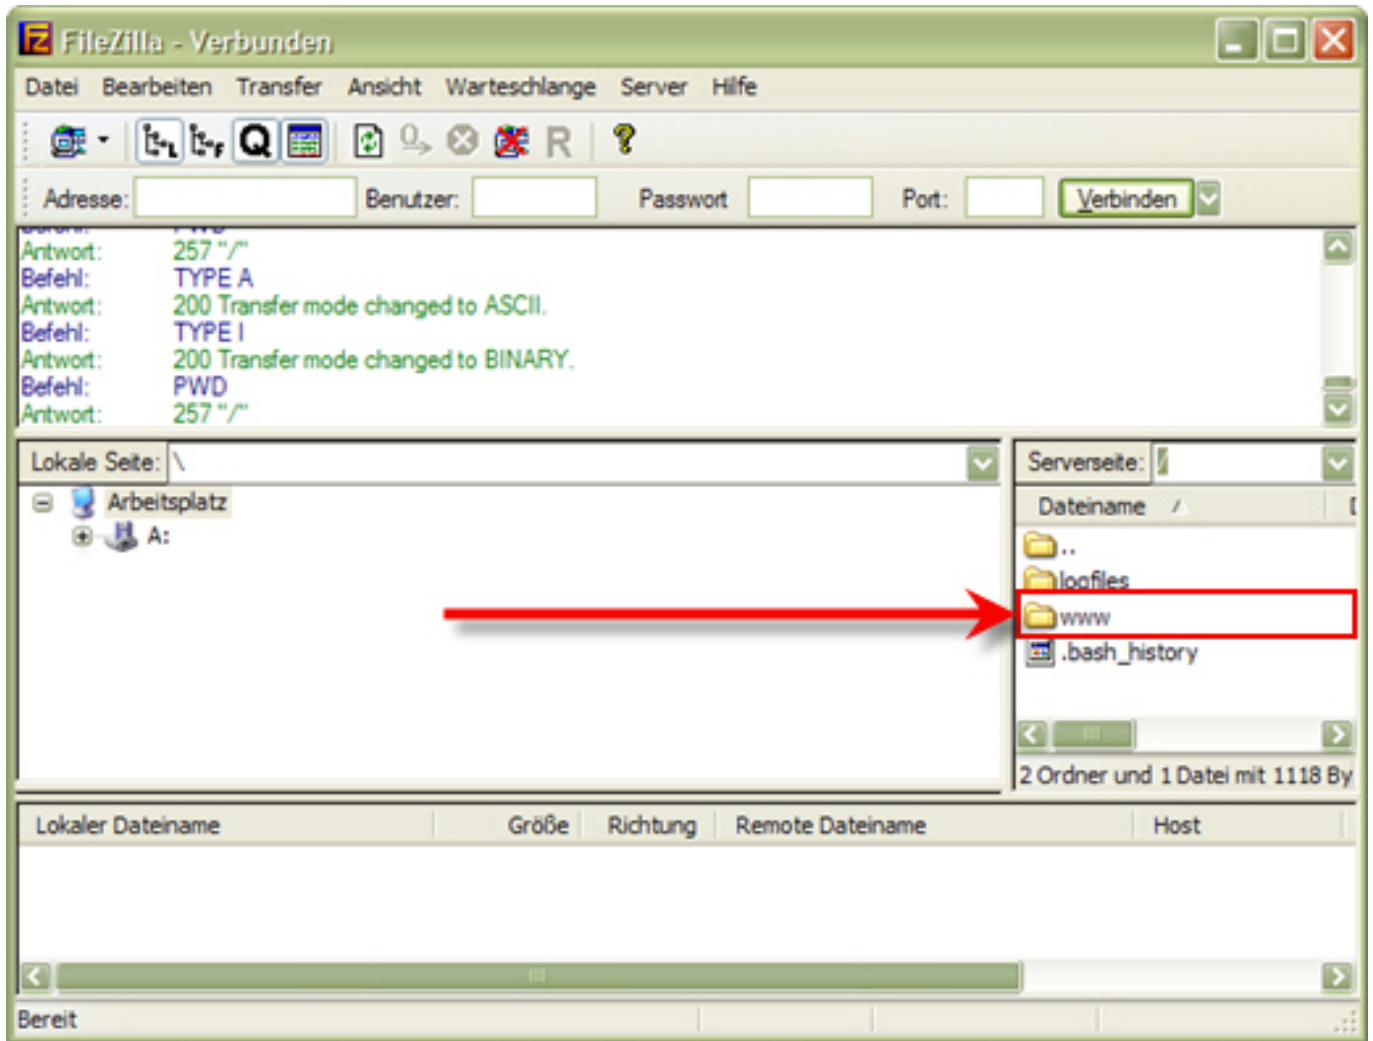 FileZilla - Verbunden
Datei Bearbeiten Transfer Ansicht Warteschlange Server Hilfe
L F Q R ?
Adresse: Benutzer: Passwort Port: Verbinden
Befehl: PWD
Antwort: 257 "/"
Befehl: TYPE A
Antwort: 200 Transfer mode changed to ASCII.
Befehl: TYPE I
Antwort: 200 Transfer mode changed to BINARY.
Befehl: PWD
Antwort: 257 "/"
Lokale Seite: \
Arbeitsplatz
A:
Serverseite: /
Dateiname /
..
logfiles
www
.bash_history
2 Ordner und 1 Datei mit 1118 By
Lokaler Dateiname Größe Richtung Remote Dateiname Host
Bereit